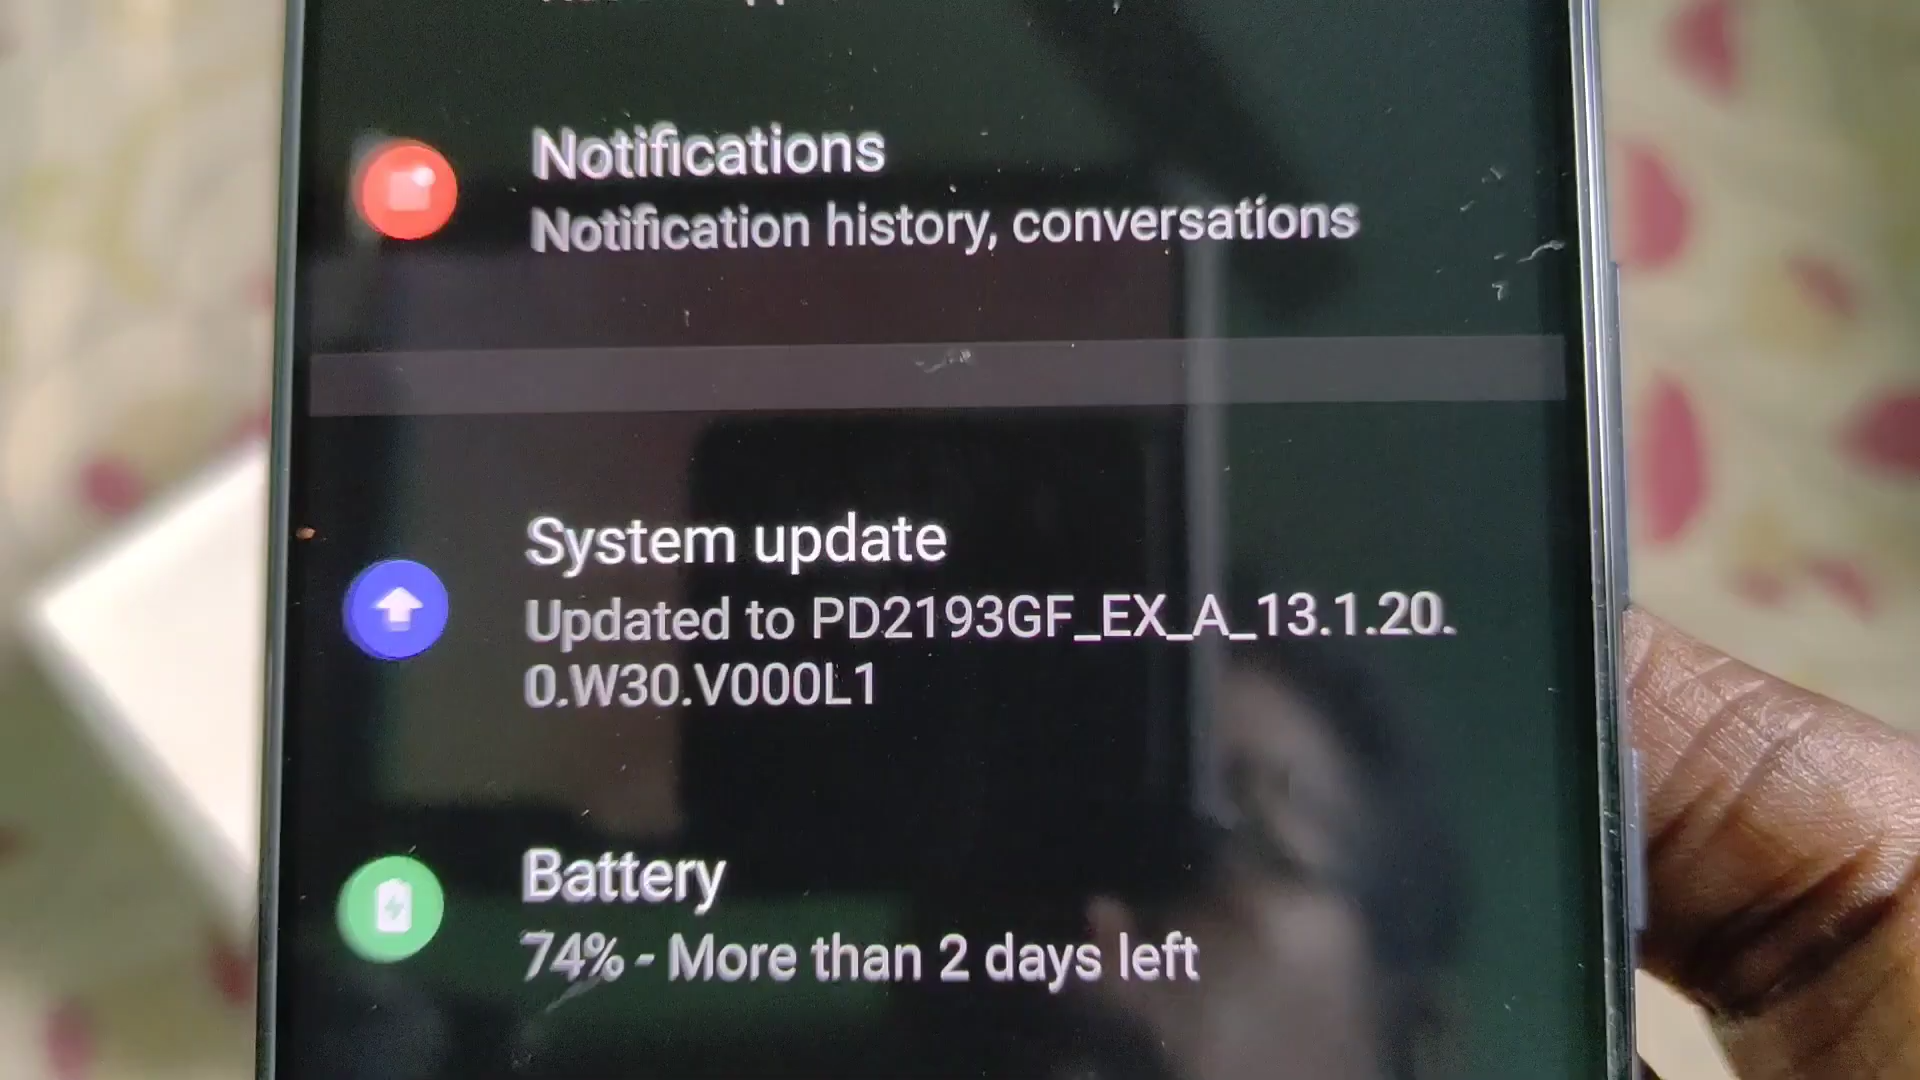 Notifications
Notification history, conversations
System update
Updated to PD2193GF_EX_A_13.1.20.
0.W30.V000L1
Battery
74% - More than 2 days left